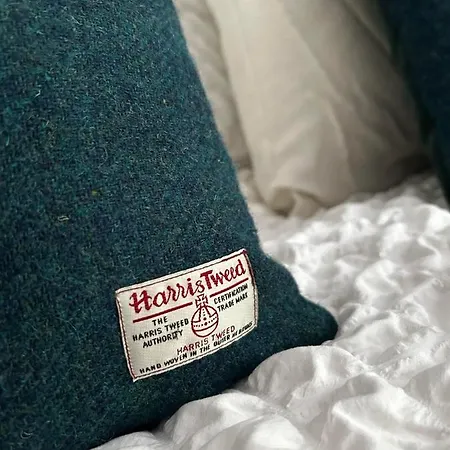 Harris Tweed
THE CERTIFICATION
HARRIS TWEED TRADE MARK
AUTHORITY
HARRIS TWEED
HAND WOVEN IN THE OUTER HEBRIDES